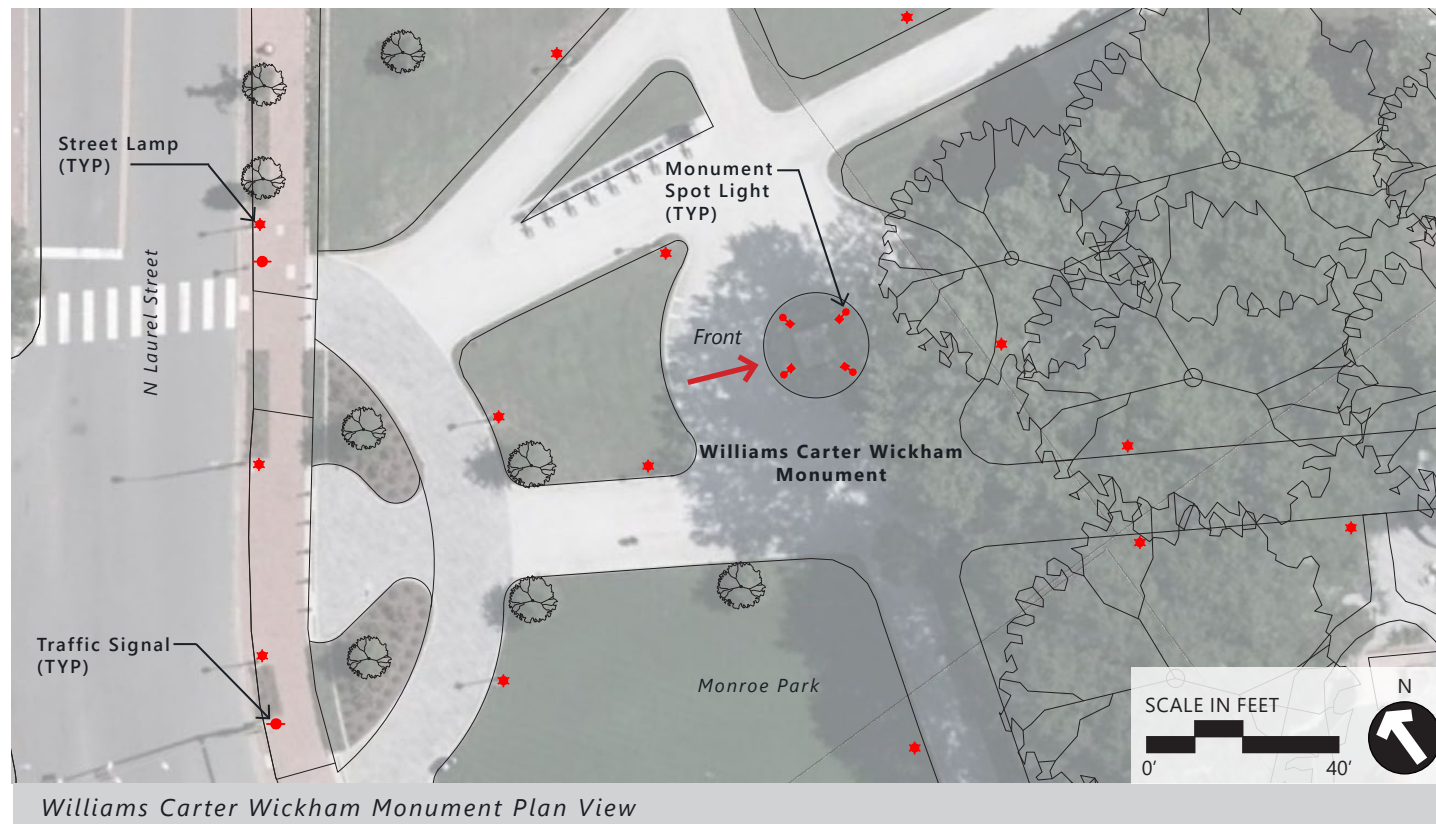 Street Lamp
(TYP)
Monument
Spot Light
(TYP)
N Laurel Street
Front
Williams Carter Wickham
Monument
Traffic Signal
(TYP)
Monroe Park
SCALE IN FEET
0'
40'
N
Williams Carter Wickham Monument Plan View